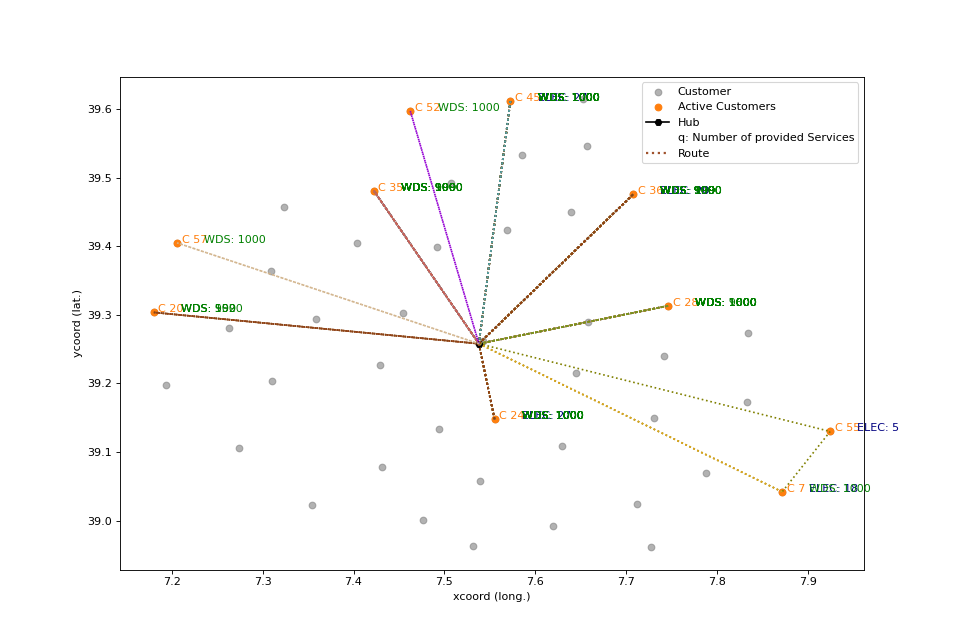 Customer
Active Customers
Hub
q: Number of provided Services
Route
39.6
39.5
39.4
39.3
39.2
39.1
39.0
ycoord (lat.)
C 52 WDS: 1000
C 45
C 35
C 36
C 57 WDS: 1000
C 20
C 28
C 24
C 55 ELEC: 5
C 7 ELEC: 18
7.2 7.3 7.4 7.5 7.6 7.7 7.8 7.9
xcoord (long.)